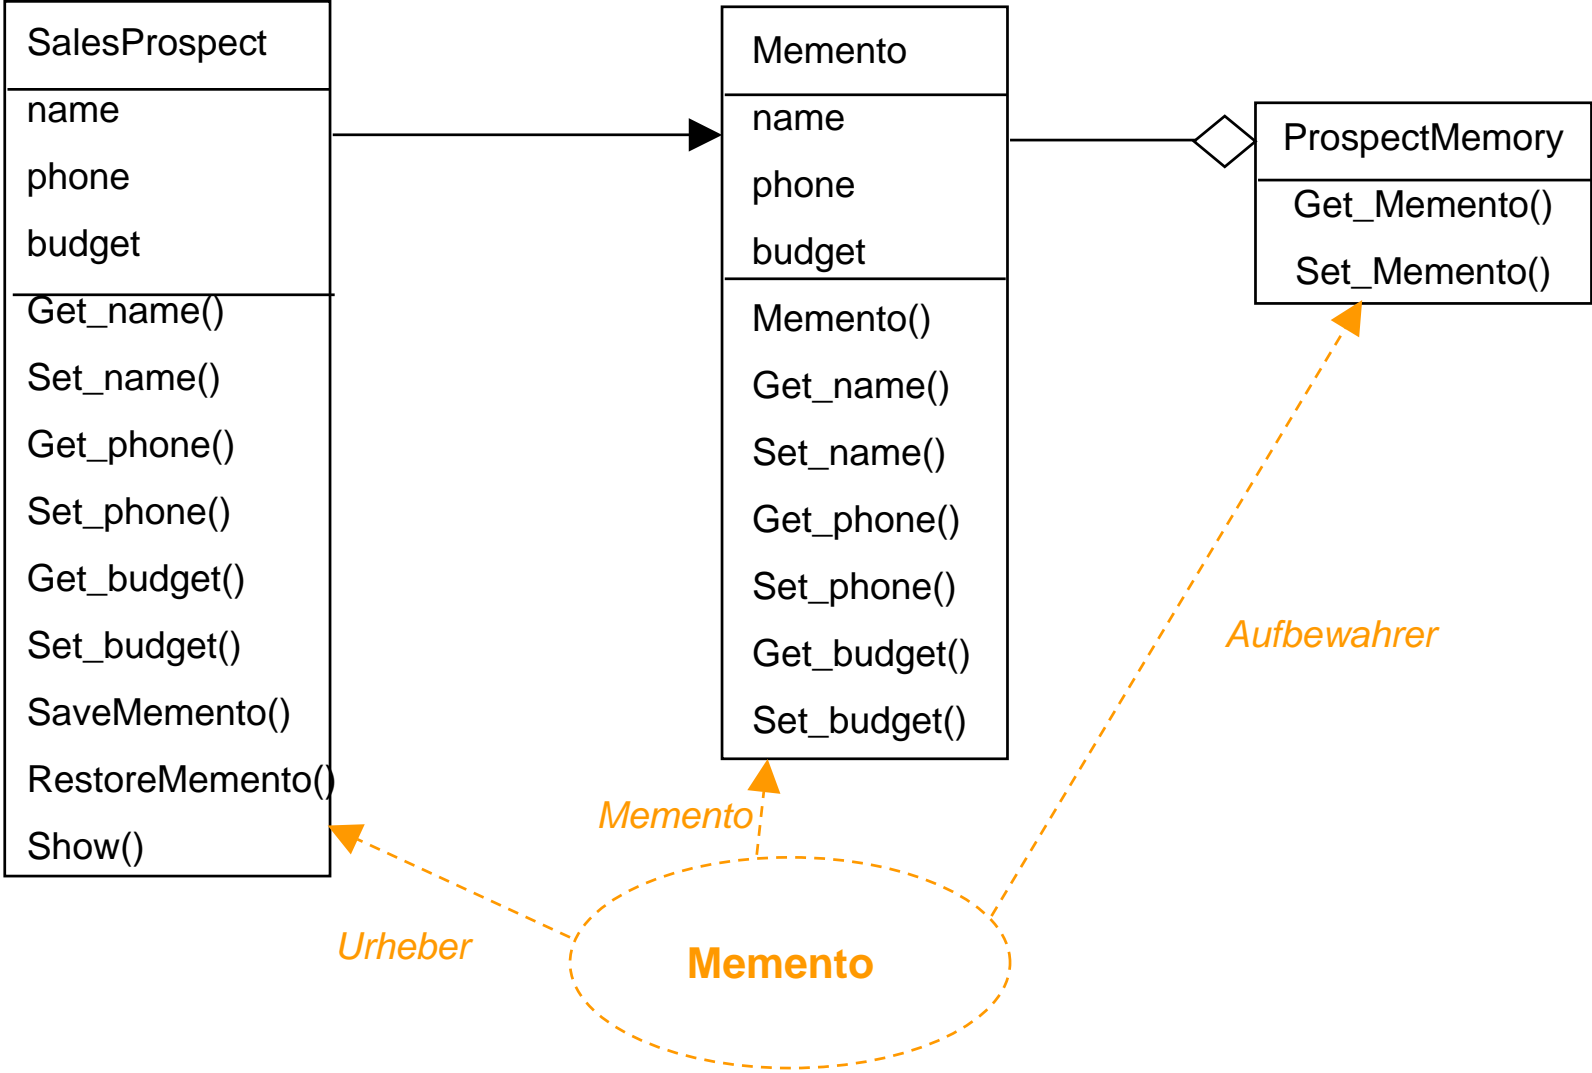 SalesProspect
name
phone
budget
Get_name()
Set_name()
Get_phone()
Set_phone()
Get_budget()
Set_budget()
SaveMemento()
RestoreMemento()
Show()
Memento
name
phone
budget
Memento()
Get_name()
Set_name()
Get_phone()
Set_phone()
Get_budget()
Set_budget()
ProspectMemory
Get_Memento()
Set_Memento()
Aufbewahrer
Memento
Urheber
Memento